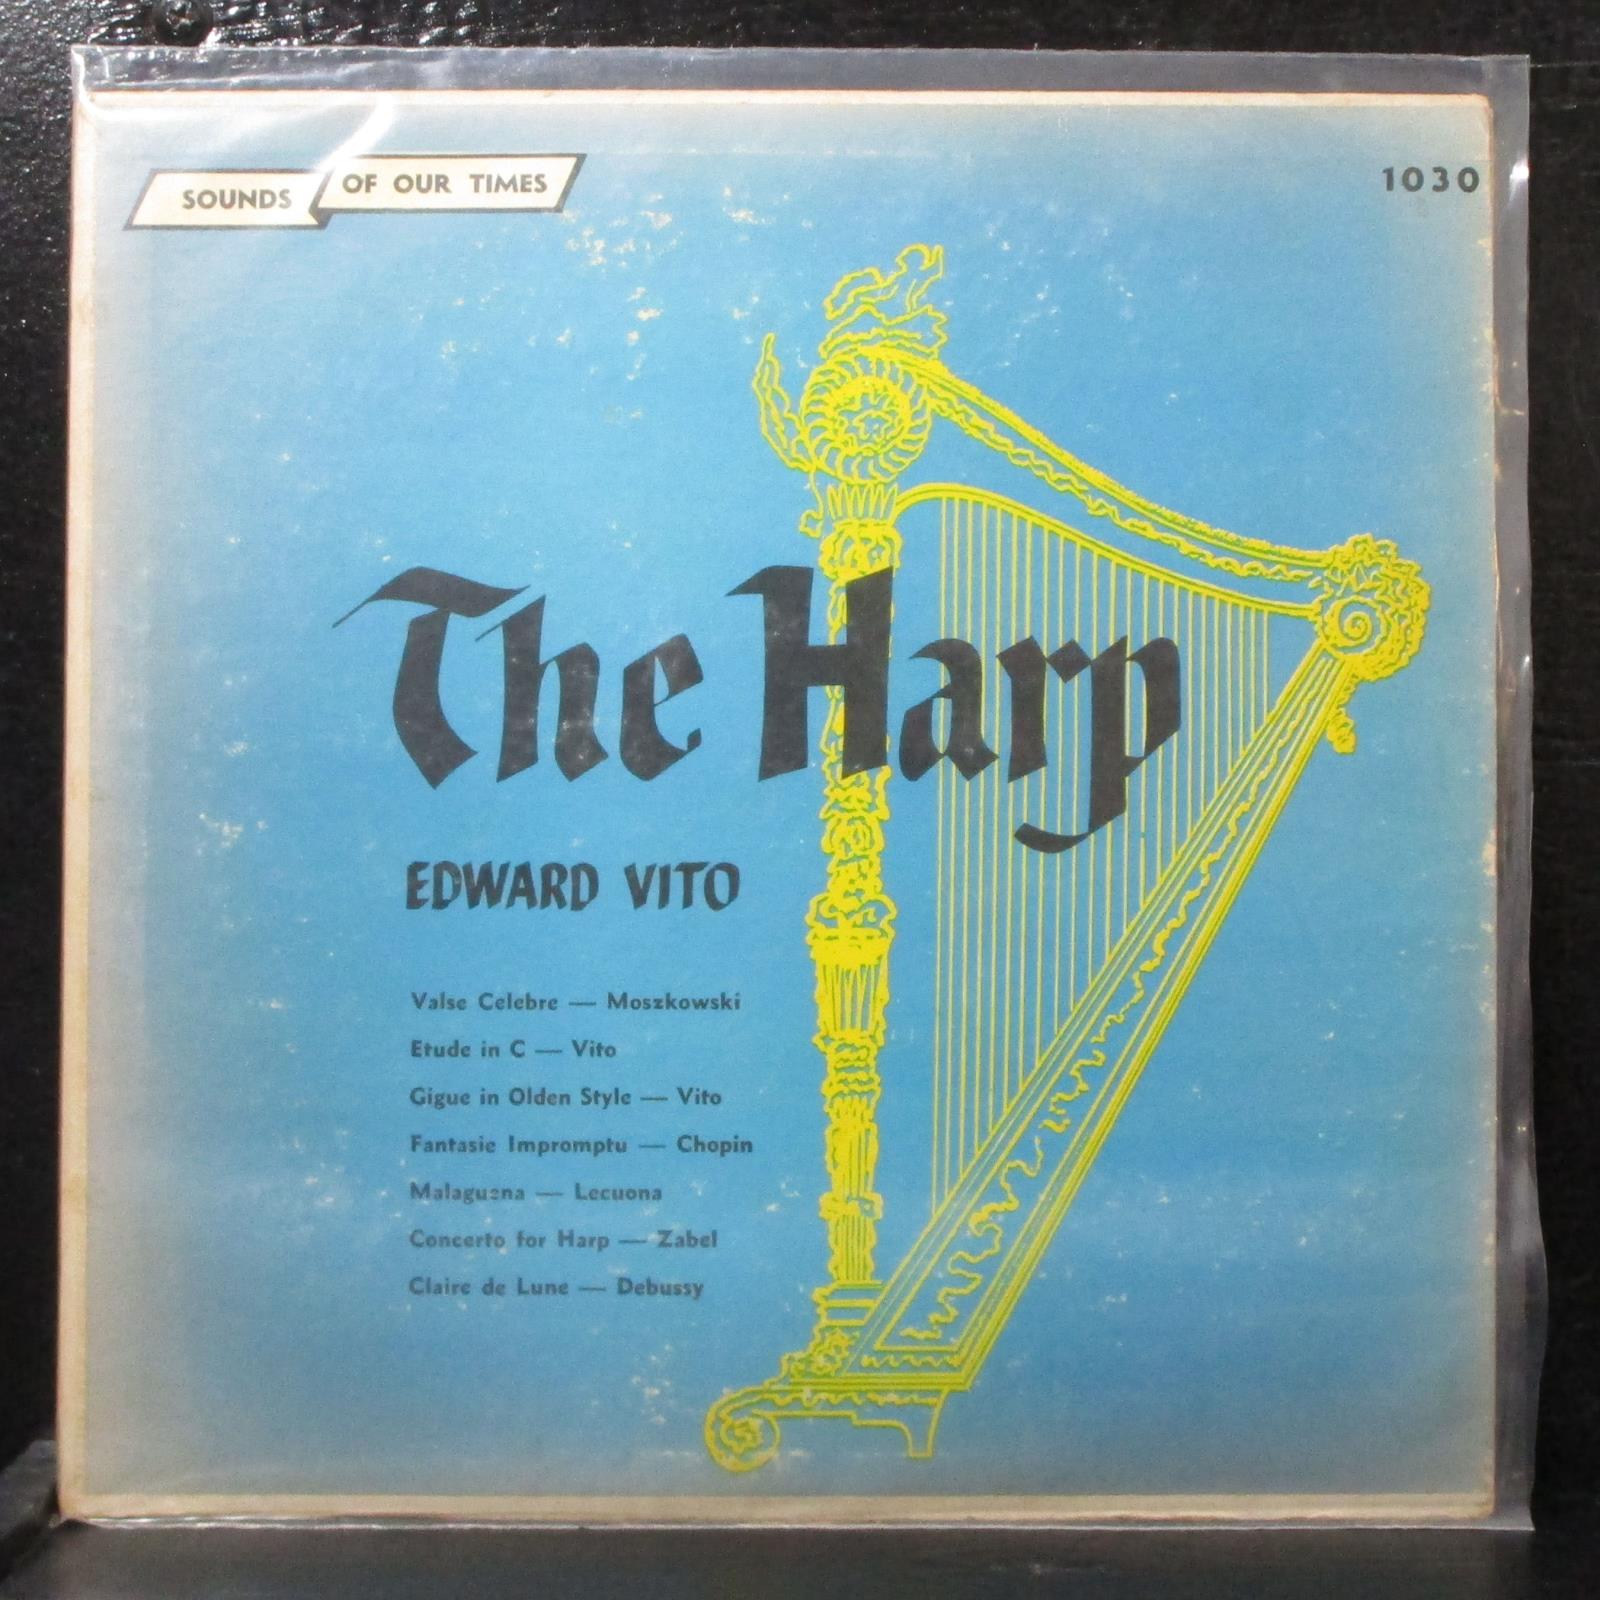 SOUNDS OF OUR TIMES
1030
The Harp
EDWARD VITO
Valse Celebre — Moszkowski
Etude in C — Vito
Gigue in Olden Style — Vito
Fantasie Impromptu — Chopin
Malaguena — Lecuona
Concerto for Harp — Zabel
Claire de Lune — Debussy